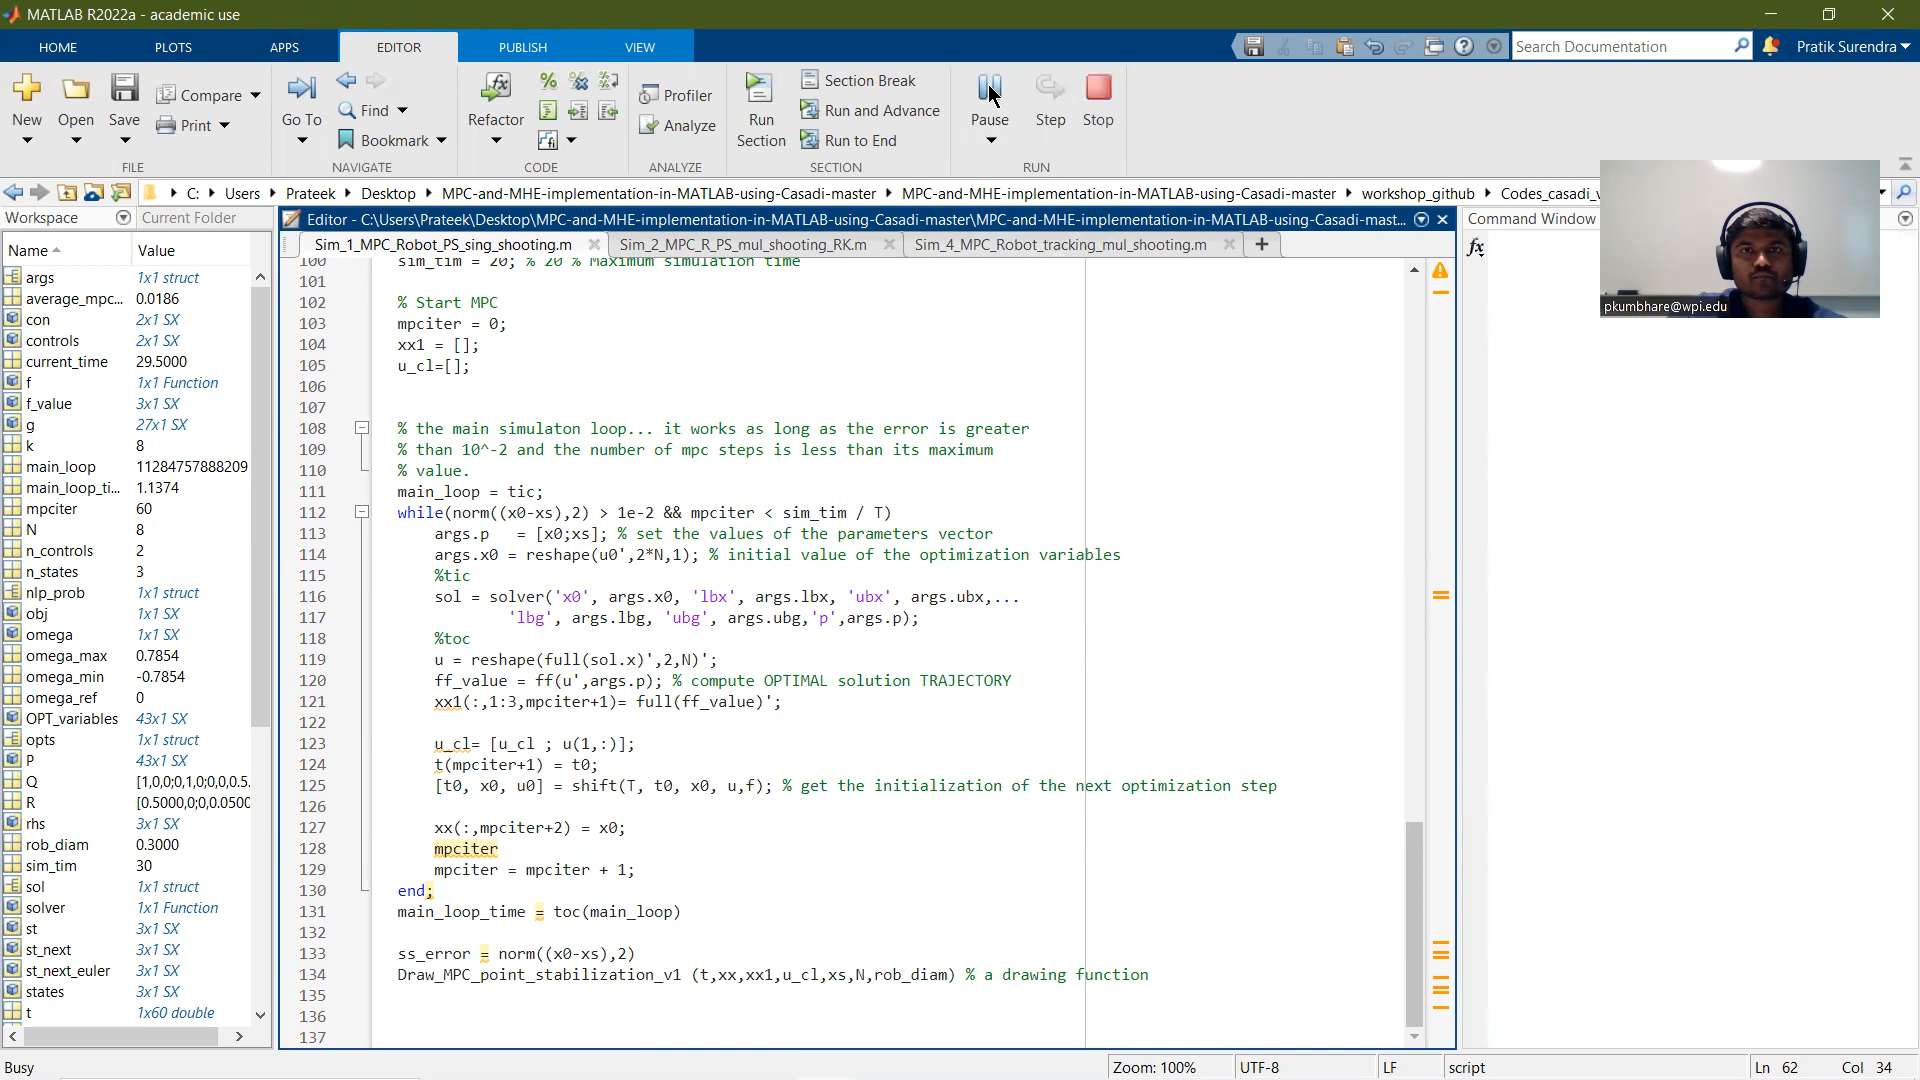 MATLAB R2022a - academic use
HOME PLOTS APPS EDITOR PUBLISH VIEW
Search Documentation
Pratik Surendra
New Open Save Compare Print
FILE
Go To Find Bookmark
NAVIGATE
Refactor
CODE
Profiler Analyze
ANALYZE
Run Section
Section Break
Run and Advance
Run to End
SECTION
Pause Step Stop
RUN
C: Users Prateek Desktop MPC-and-MHE-implementation-in-MATLAB-using-Casadi-master MPC-and-MHE-implementation-in-MATLAB-using-Casadi-master workshop_github Codes_casadi_v
Workspace Current Folder
Name Value
args 1x1 struct
average_mpc... 0.0186
con 2x1 SX
controls 2x1 SX
current_time 29.5000
f 1x1 Function
f_value 3x1 SX
g 27x1 SX
k 8
main_loop 11284757888209
main_loop_ti... 1.1374
mpciter 60
N 8
n_controls 2
n_states 3
nlp_prob 1x1 struct
obj 1x1 SX
omega 1x1 SX
omega_max 0.7854
omega_min -0.7854
omega_ref 0
OPT_variables 43x1 SX
opts 1x1 struct
P 43x1 SX
Q [1,0,0;0,1,0;0,0,0.5.
R [0.5000,0;0,0.0500
rhs 3x1 SX
rob_diam 0.3000
sim_tim 30
sol 1x1 struct
solver 1x1 Function
st 3x1 SX
st_next 3x1 SX
st_next_euler 3x1 SX
states 3x1 SX
t 1x60 double
Editor - C:\Users\Prateek\Desktop\MPC-and-MHE-implementation-in-MATLAB-using-Casadi-master\MPC-and-MHE-implementation-in-MATLAB-using-Casadi-mast...
Sim_1_MPC_Robot_PS_sing_shooting.m Sim_2_MPC_R_PS_mul_shooting_RK.m Sim_4_MPC_Robot_tracking_mul_shooting.m
100 sim_tim = 20; % 20 % Maximum simulation time
101
102 % Start MPC
103 mpciter = 0;
104 xx1 = [];
105 u_cl=[];
106
107
108 % the main simulaton loop... it works as long as the error is greater
109 % than 10^-2 and the number of mpc steps is less than its maximum
110 % value.
111 main_loop = tic;
112 while(norm((x0-xs),2) > 1e-2 && mpciter < sim_tim / T)
113 args.p = [x0;xs]; % set the values of the parameters vector
114 args.x0 = reshape(u0',2*N,1); % initial value of the optimization variables
115 %tic
116 sol = solver('x0', args.x0, 'lbx', args.lbx, 'ubx', args.ubx,...
117 'lbg', args.lbg, 'ubg', args.ubg,'p',args.p);
118 %toc
119 u = reshape(full(sol.x)',2,N)';
120 ff_value = ff(u',args.p); % compute OPTIMAL solution TRAJECTORY
121 xx1(:,1:3,mpciter+1)= full(ff_value)';
122
123 u_cl= [u_cl ; u(1,:)];
124 t(mpciter+1) = t0;
125 [t0, x0, u0] = shift(T, t0, x0, u,f); % get the initialization of the next optimization step
126
127 xx(:,mpciter+2) = x0;
128 mpciter
129 mpciter = mpciter + 1;
130 end;
131 main_loop_time = toc(main_loop)
132
133 ss_error = norm((x0-xs),2)
134 Draw_MPC_point_stabilization_v1 (t,xx,xx1,u_cl,xs,N,rob_diam) % a drawing function
135
136
137
Command Window
fx
pkumbhare@wpi.edu
Busy
Zoom: 100% UTF-8 LF script Ln 62 Col 34